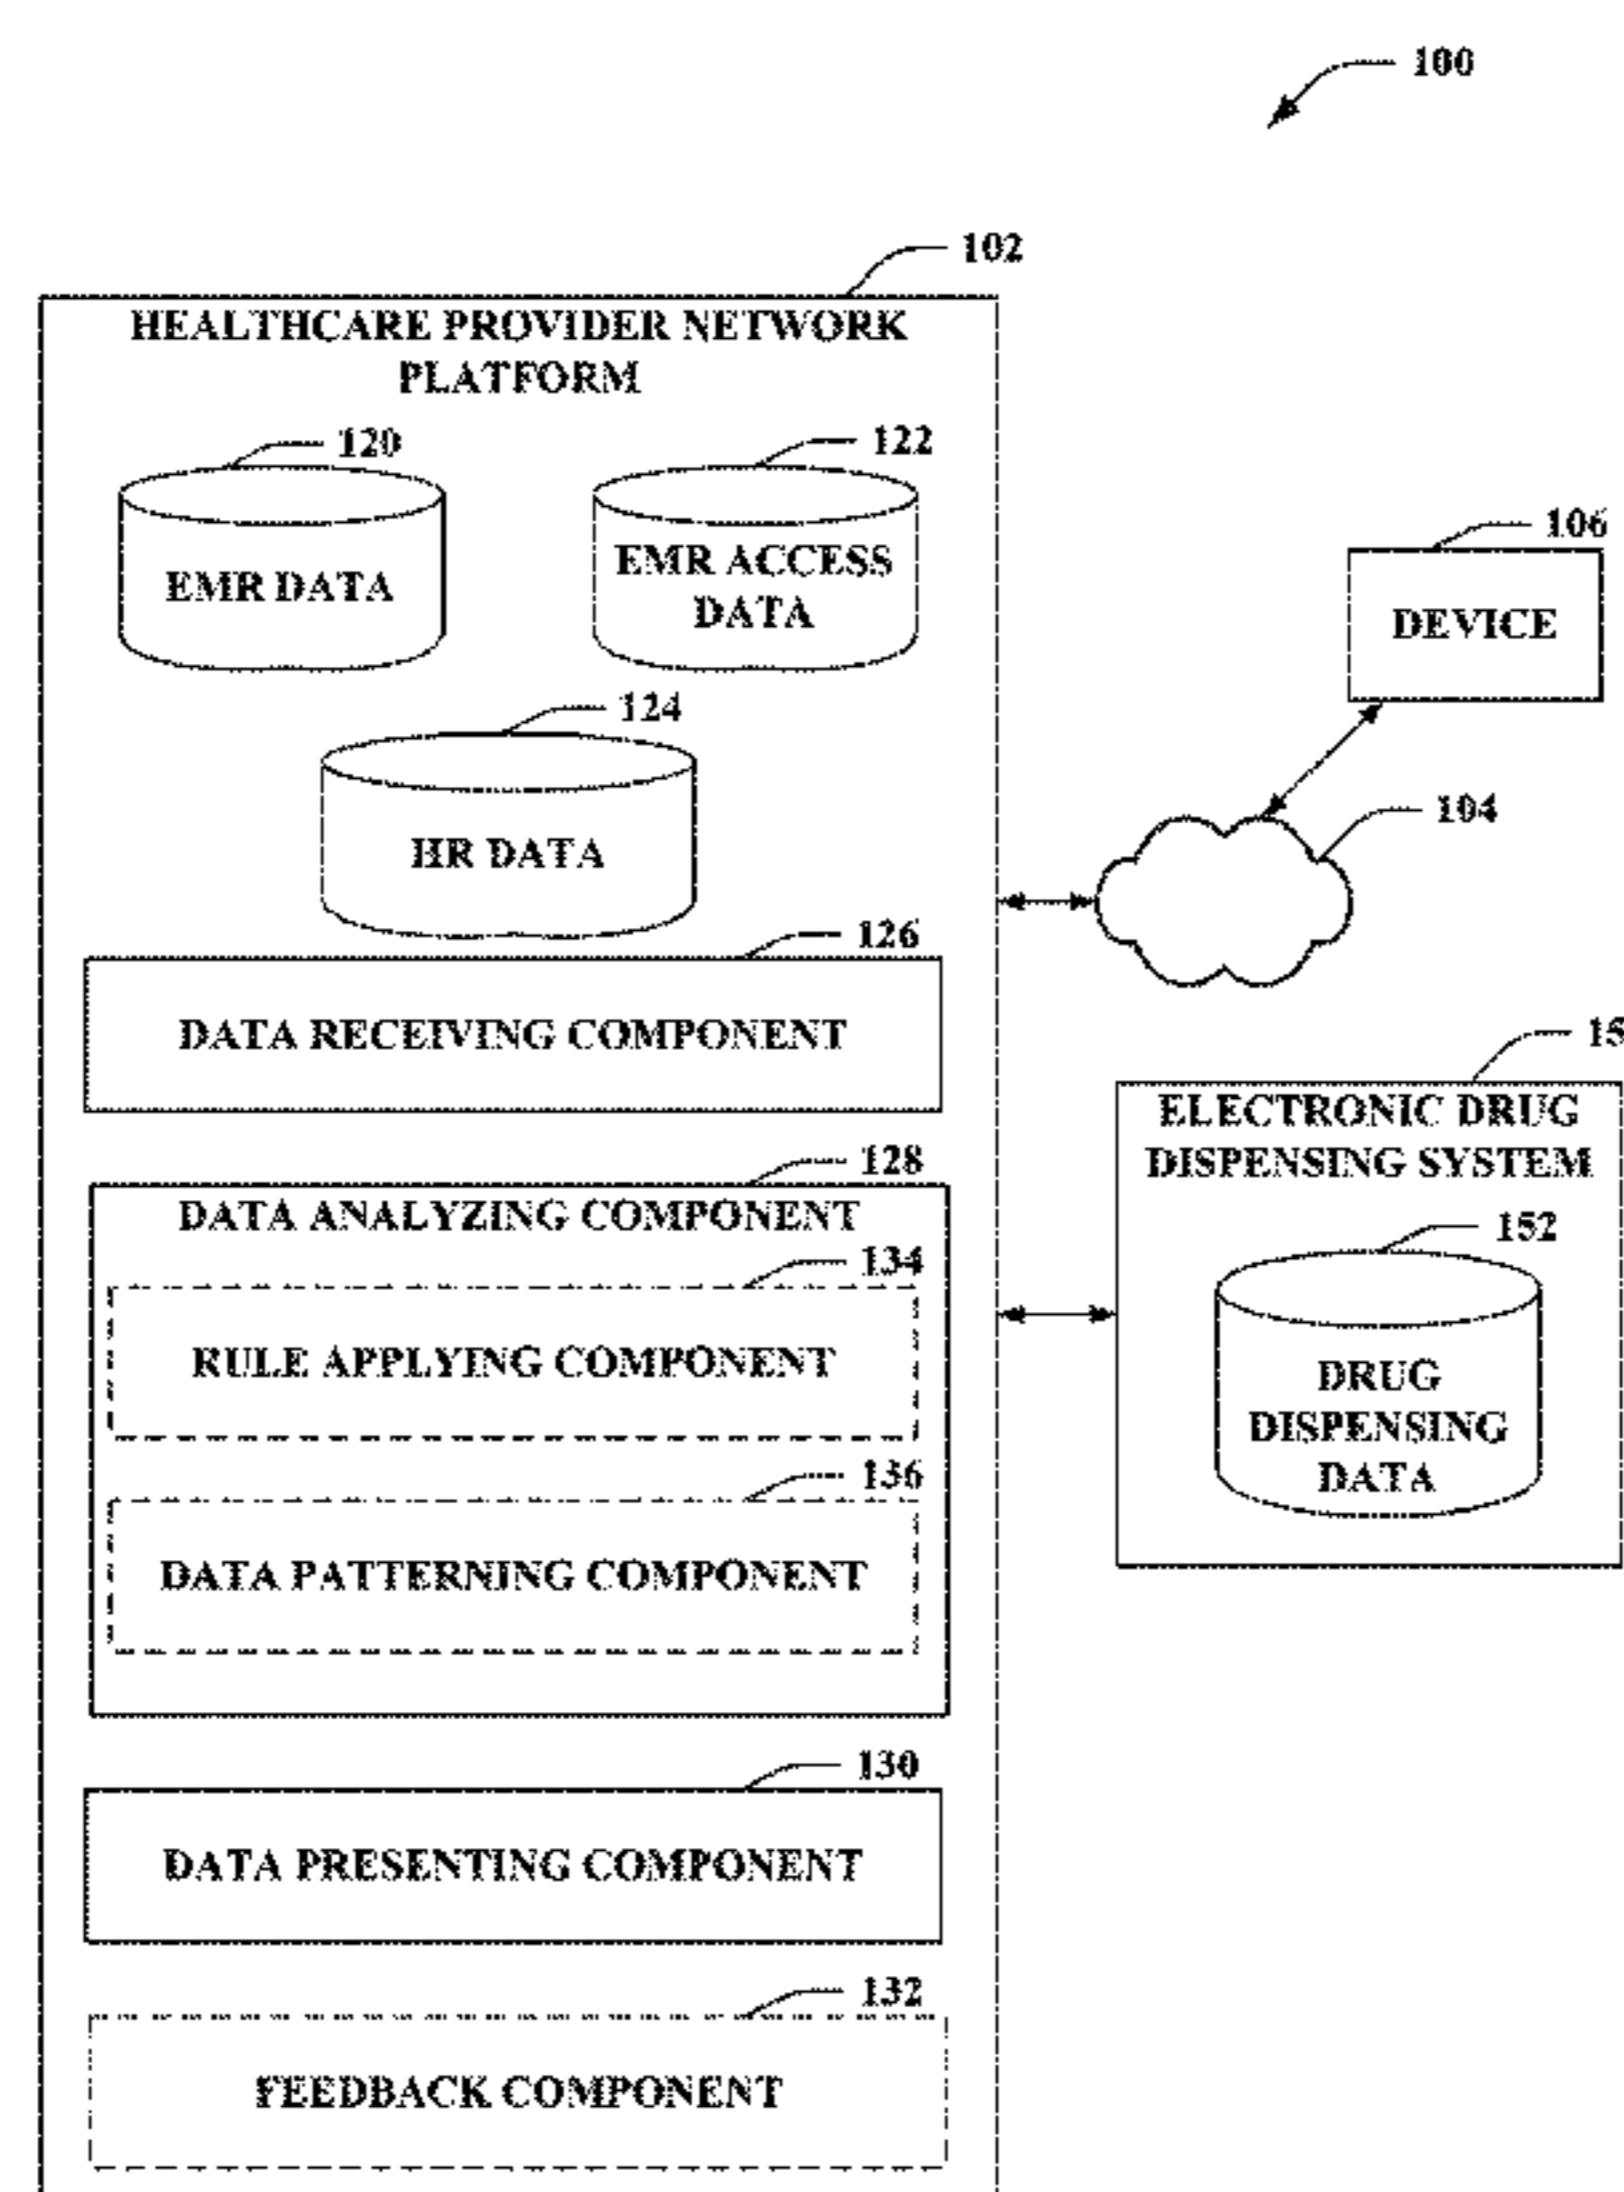 100
102
HEALTHCARE PROVIDER NETWORK
PLATFORM
120
122
EMR DATA
EMR ACCESS
DATA
106
DEVICE
124
HR DATA
104
126
DATA RECEIVING COMPONENT
15
ELECTRONIC DRUG
DISPENSING SYSTEM
152
DRUG
DISPENSING
DATA
128
DATA ANALYZING COMPONENT
134
RULE APPLYING COMPONENT
136
DATA PATTERNING COMPONENT
130
DATA PRESENTING COMPONENT
132
FEEDBACK COMPONENT